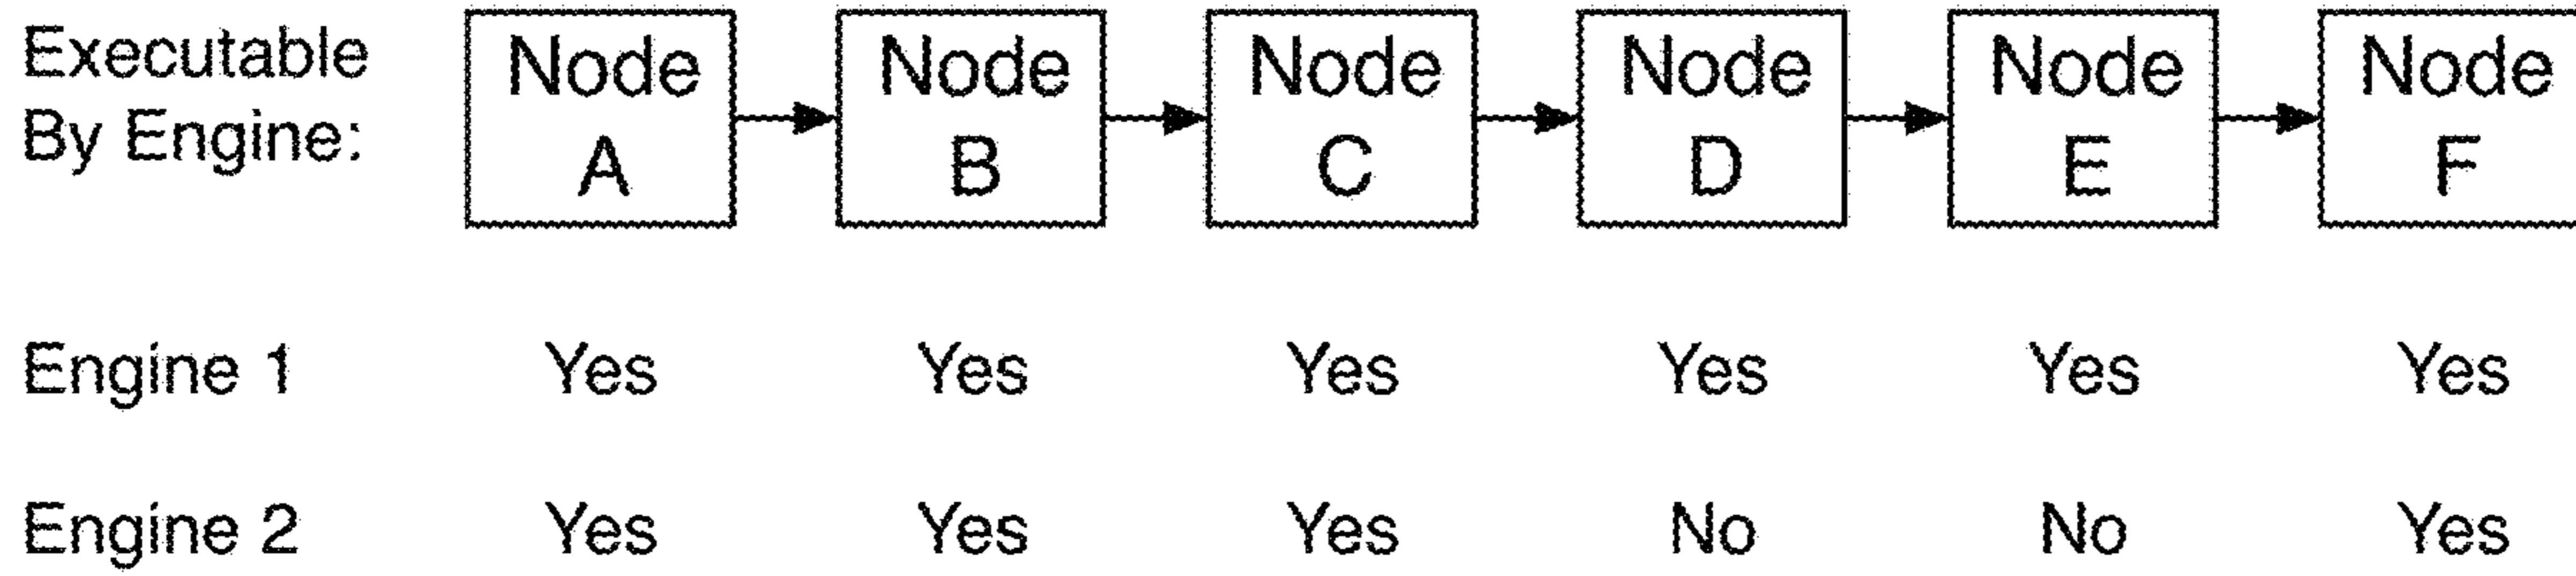 Executable
By Engine:
Node
A
Node
B
Node
C
Node
D
Node
E
Node
F
Engine 1 Yes Yes Yes Yes Yes Yes
Engine 2 Yes Yes Yes No No Yes